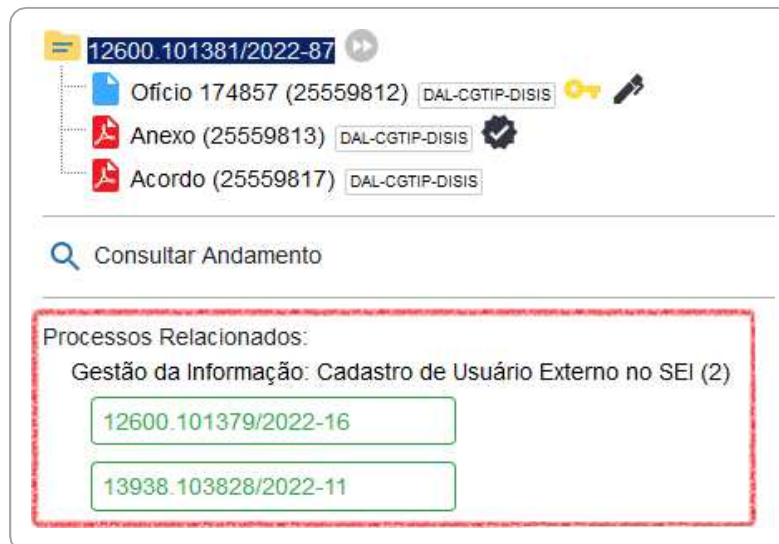 12600.101381/2022-87
Ofício 174857 (25559812) DAL-CGTIP-DISIS
Anexo (25559813) DAL-CGTIP-DISIS
Acordo (25559817) DAL-CGTIP-DISIS
Consultar Andamento
Processos Relacionados:
Gestão da Informação: Cadastro de Usuário Externo no SEI (2)
12600.101379/2022-16
13938.103828/2022-11